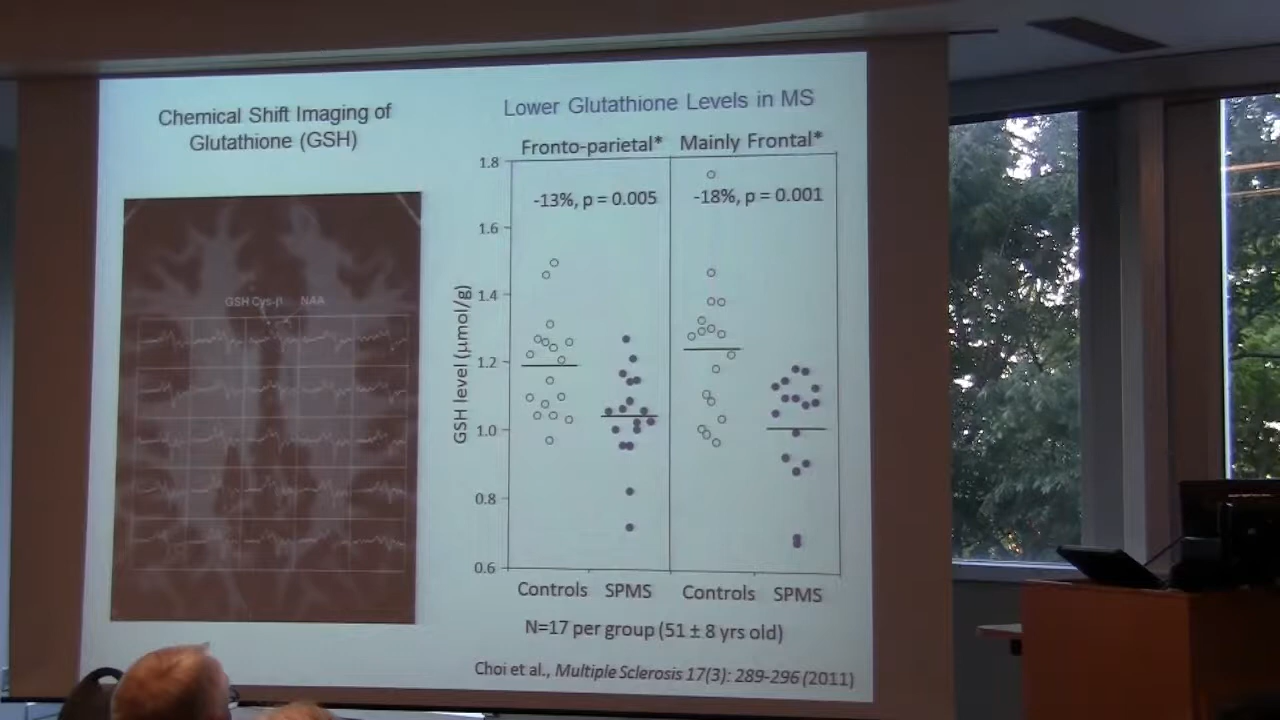 Chemical Shift Imaging of
Glutathione (GSH)
GSH Cys-β NAA
Lower Glutathione Levels in MS
Fronto-parietal* Mainly Frontal*
-13%, p = 0.005 -18%, p = 0.001
GSH level (μmol/g)
1.8
1.6
1.4
1.2
1.0
0.8
0.6
Controls SPMS Controls SPMS
N=17 per group (51 ± 8 yrs old)
Choi et al., Multiple Sclerosis 17(3): 289-296 (2011)